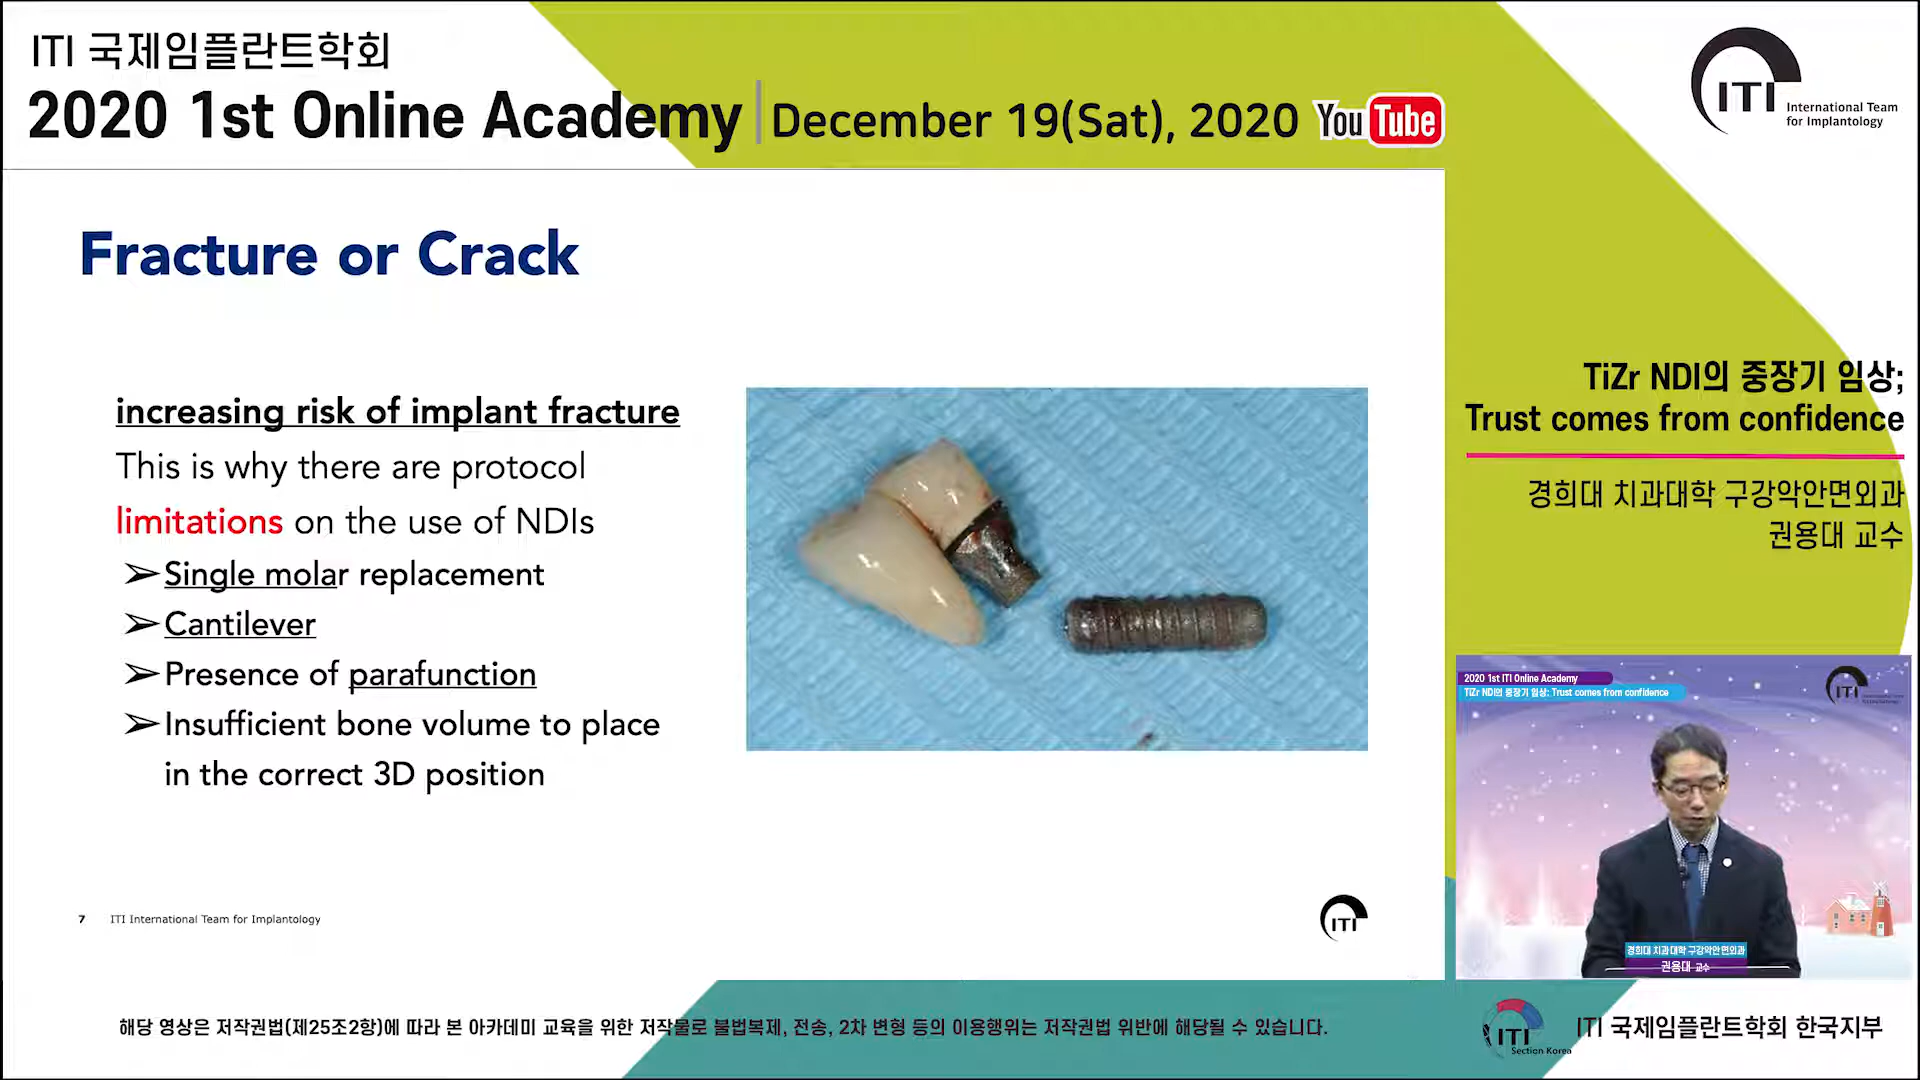 ITI 국제임플란트학회
2020 1st Online Academy
December 19(Sat), 2020
YouTube
ITI
International Team
for Implantology
Fracture or Crack
increasing risk of implant fracture
This is why there are protocol
limitations on the use of NDIs
➢Single molar replacement
➢Cantilever
➢Presence of parafunction
➢Insufficient bone volume to place
in the correct 3D position
7 ITI International Team for Implantology
ITI
TiZr NDI의 중장기 임상;
Trust comes from confidence
경희대 치과대학 구강악안면외과
권용대 교수
2020 1st ITI Online Academy
TiZr NDI의 중장기 임상: Trust comes from confidence
ITI
경희대 치과대학 구강악안면외과
권용대 교수
해당 영상은 저작권법(제25조2항)에 따라 본 아카데미 교육을 위한 저작물로 불법복제, 전송, 2차 변형 등의 이용행위는 저작권법 위반에 해당될 수 있습니다.
ITI
Section Korea
ITI 국제임플란트학회 한국지부